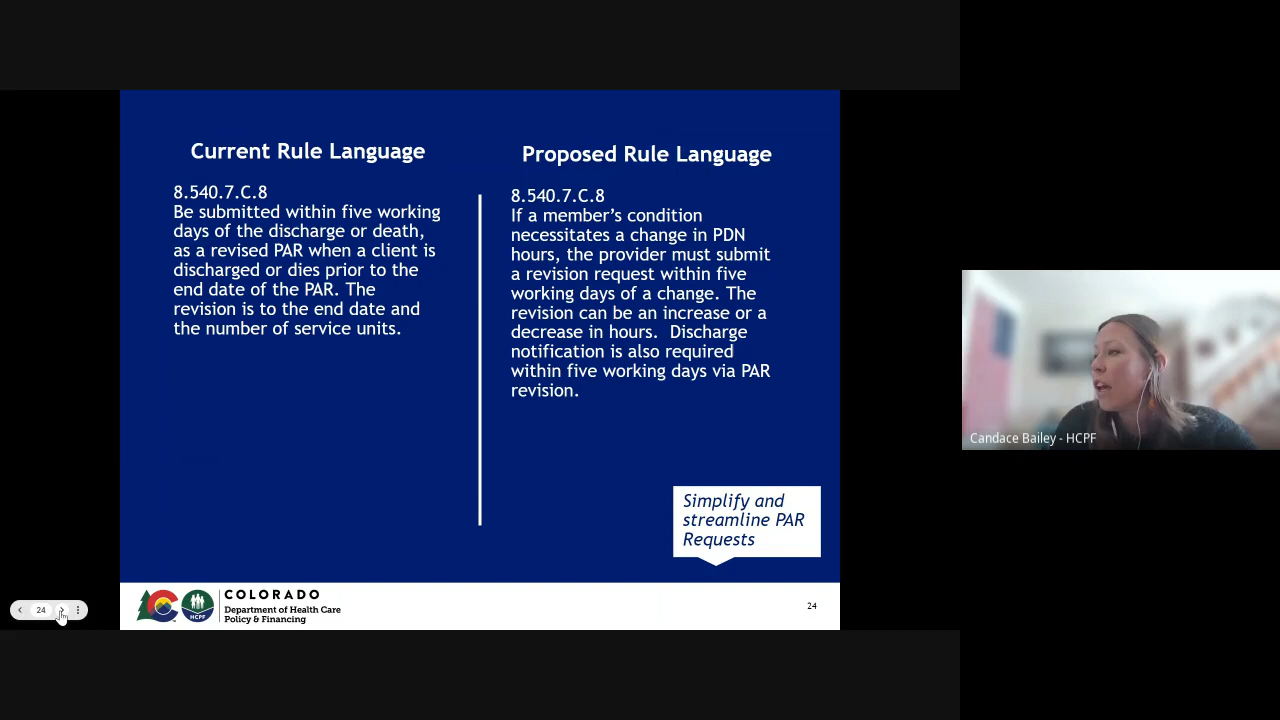 Current Rule Language
8.540.7.C.8
Be submitted within five working
days of the discharge or death,
as a revised PAR when a client is
discharged or dies prior to the
end date of the PAR. The
revision is to the end date and
the number of service units.
Proposed Rule Language
8.540.7.C.8
If a member’s condition
necessitates a change in PDN
hours, the provider must submit
a revision request within five
working days of a change. The
revision can be an increase or a
decrease in hours.  Discharge
notification is also required
within five working days via PAR
revision.
Simplify and
streamline PAR
Requests
24
HCPF
COLORADO
Department of Health Care
Policy & Financing
24
Candace Bailey - HCPF